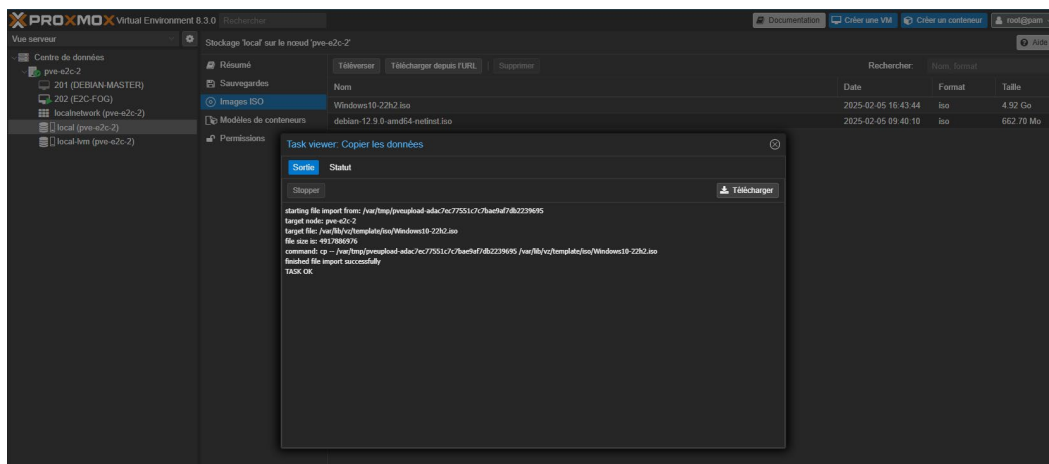 PROXMOX Virtual Environment 8.3.0 Rechercher
Documentation Créer une VM Créer un conteneur root@pam
Vue serveur
Stockage 'local' sur le nœud 'pve-e2c-2'
Aide
Centre de données
pve-e2c-2
201 (DEBIAN-MASTER)
202 (E2C-FOG)
localnetwork (pve-e2c-2)
local (pve-e2c-2)
local-lvm (pve-e2c-2)
Résumé
Sauvegardes
Images ISO
Modèles de conteneurs
Permissions
Téléverser Télécharger depuis l'URL Supprimer
Rechercher: Nom, format
Nom Date Format Taille
Windows10-22h2.iso 2025-02-05 16:43:44 iso 4.92 Go
debian-12.9.0-amd64-netinst.iso 2025-02-05 09:40:10 iso 662.70 Mo
Task viewer: Copier les données
Sortie Statut
Stopper
Télécharger
starting file import from: /var/tmp/pveupload-adac7ec77551c7c7bae9af7db2239695
target node: pve-e2c-2
target file: /var/lib/vz/template/iso/Windows10-22h2.iso
file size is: 4917886976
command: cp -- /var/tmp/pveupload-adac7ec77551c7c7bae9af7db2239695 /var/lib/vz/template/iso/Windows10-22h2.iso
finished file import successfully
TASK OK